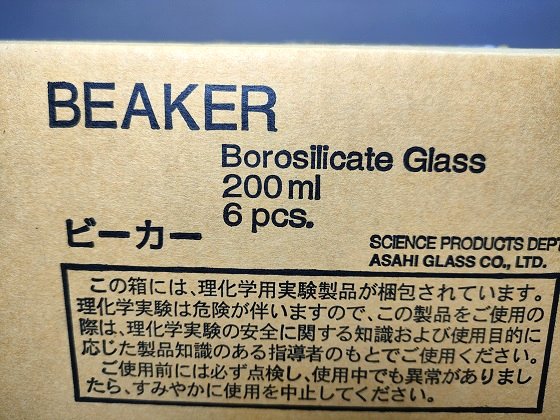 BEAKER
Borosilicate Glass
200 ml
6 pcs.
ビーカー
SCIENCE PRODUCTS DEPT
ASAHI GLASS CO., LTD.
この箱には、理化学用実験製品が梱包されています。
理化学実験は危険が伴いますので、この製品をご使用の
際は、理化学実験の安全に関する知識および使用目的に
応じた製品知識のある指導者のもとでご使用ください。
ご使用前には必ず点検し、使用中でも異常がありまし
たら、すみやかに使用を中止してください。